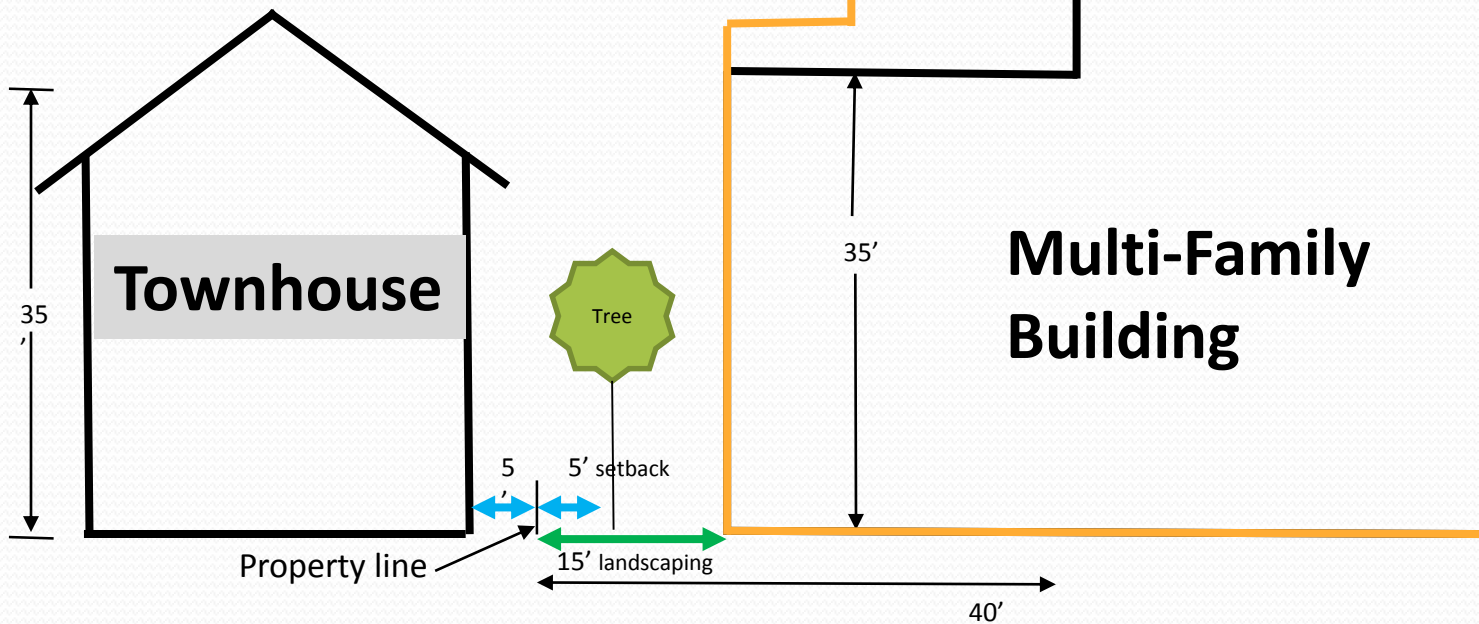 Townhouse
35
’
Tree
35’
Multi-Family
Building
5
’
5’ setback
Property line
15’ landscaping
40’